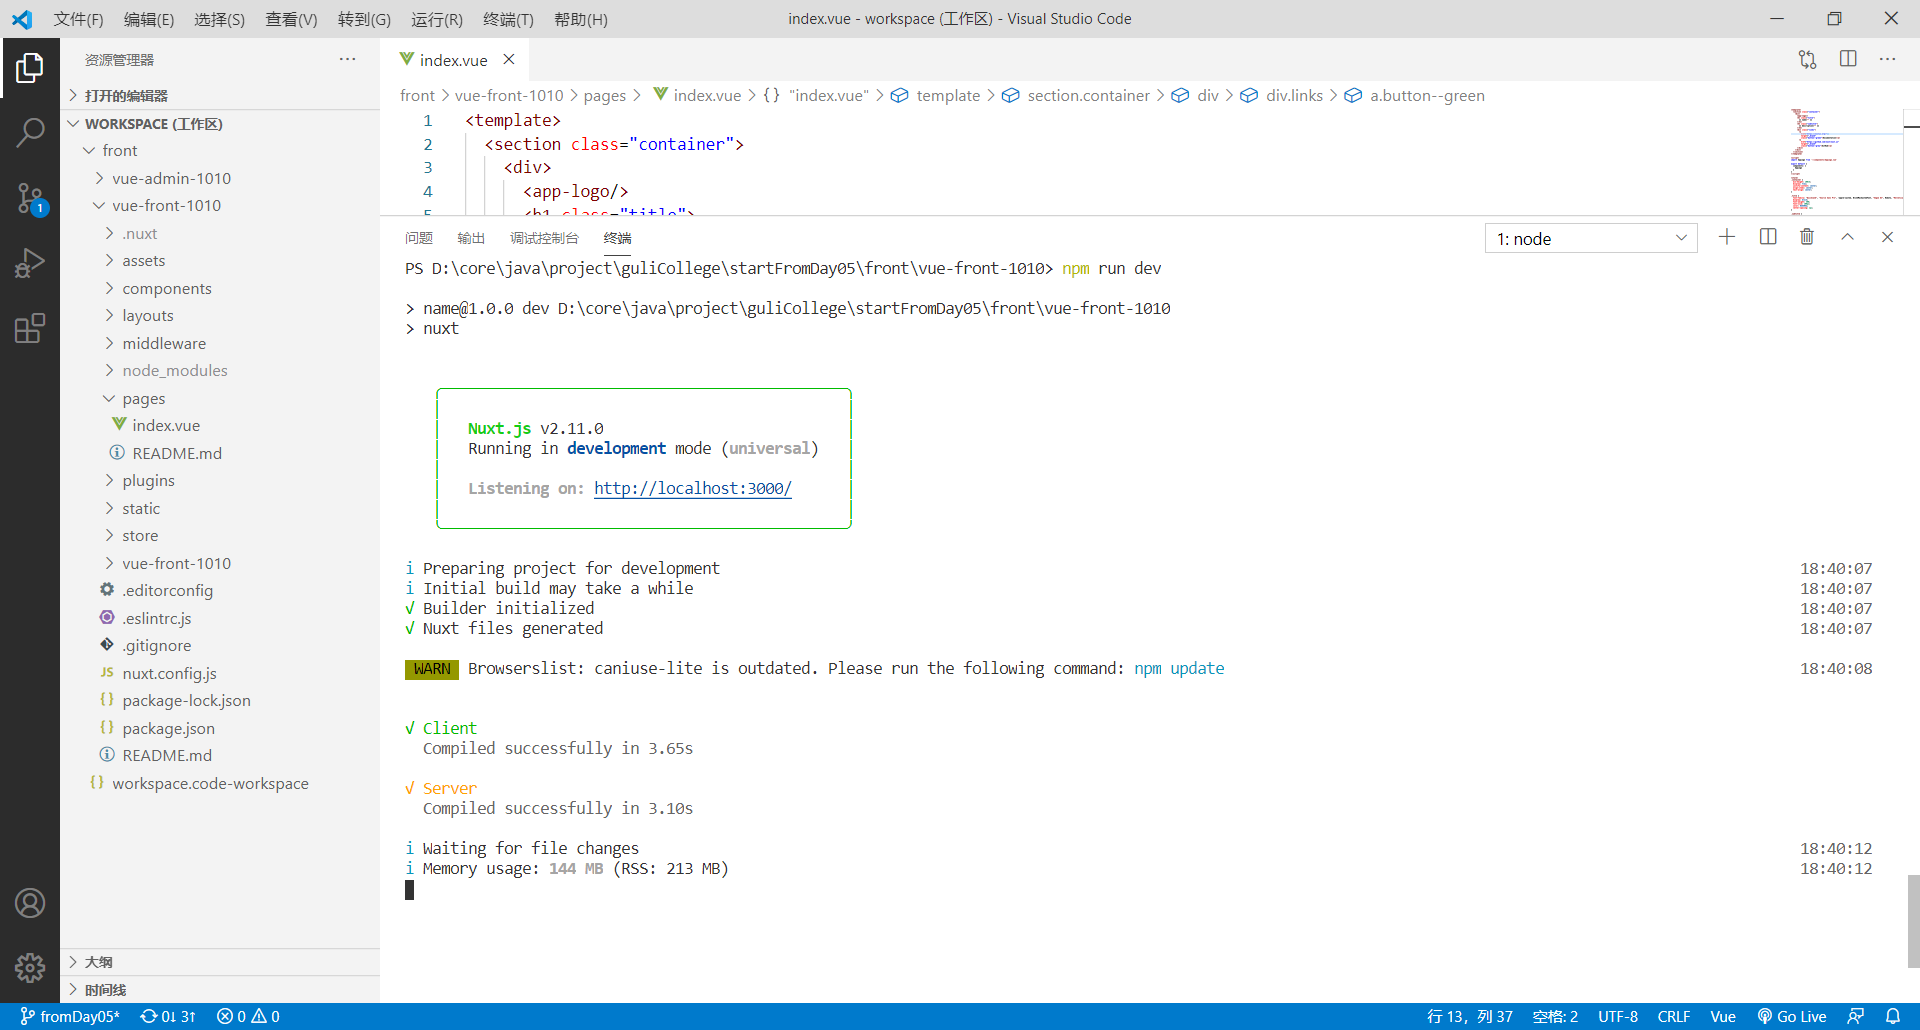 文件(F) 编辑(E) 选择(S) 查看(V) 转到(G) 运行(R) 终端(T) 帮助(H) index.vue - workspace (工作区) - Visual Studio Code
资源管理器 ···
打开的编辑器
WORKSPACE (工作区)
front
vue-admin-1010
vue-front-1010
.nuxt
assets
components
layouts
middleware
node_modules
pages
index.vue
README.md
plugins
static
store
vue-front-1010
.editorconfig
.eslintrc.js
.gitignore
JS nuxt.config.js
{} package-lock.json
{} package.json
README.md
{} workspace.code-workspace
大纲
时间线
1
index.vue
front > vue-front-1010 > pages > index.vue > {} "index.vue" > template > section.container > div > div.links > a.button--green
1 <template>
2 <section class="container">
3 <div>
4 <app-logo/>
5 <h1 class="title">
问题 输出 调试控制台 终端 1: node
PS D:\core\java\project\guliCollege\startFromDay05\front\vue-front-1010> npm run dev
> name@1.0.0 dev D:\core\java\project\guliCollege\startFromDay05\front\vue-front-1010
> nuxt
Nuxt.js v2.11.0
Running in development mode (universal)
Listening on: http://localhost:3000/
i Preparing project for development 18:40:07
i Initial build may take a while 18:40:07
√ Builder initialized 18:40:07
√ Nuxt files generated 18:40:07
WARN Browserslist: caniuse-lite is outdated. Please run the following command: npm update 18:40:08
√ Client
Compiled successfully in 3.65s
√ Server
Compiled successfully in 3.10s
i Waiting for file changes 18:40:12
i Memory usage: 144 MB (RSS: 213 MB) 18:40:12
fromDay05* 0↓ 3↑ 0 0 行 13，列 37 空格: 2 UTF-8 CRLF Vue Go Live